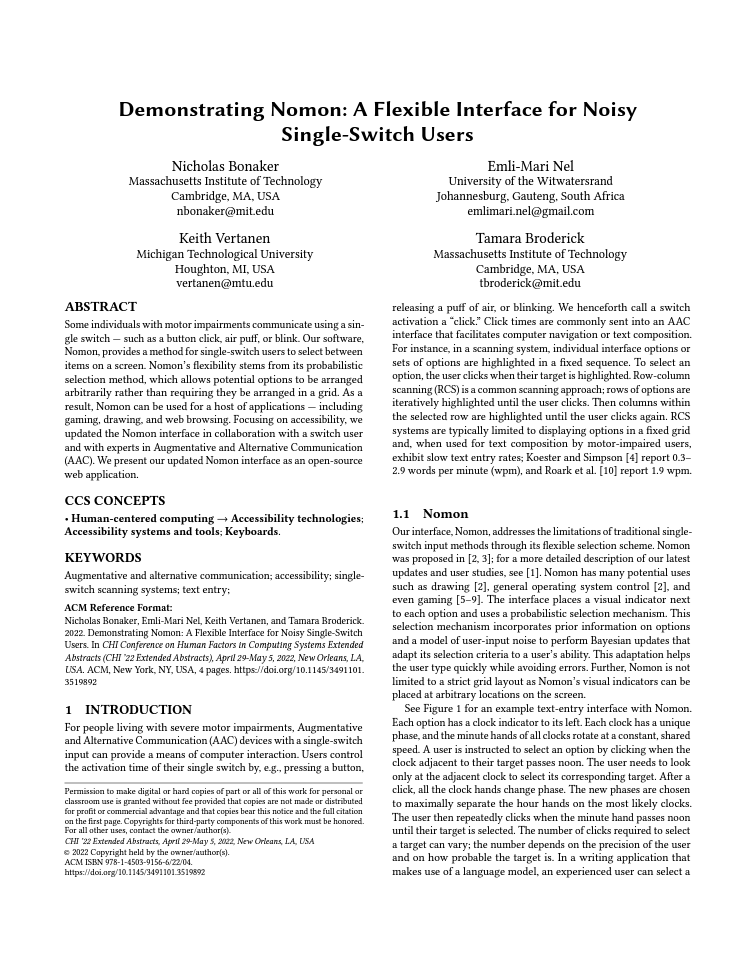 Demonstrating Nomon: A Flexible Interface for Noisy
Single-Switch Users
Nicholas Bonaker
Massachusetts Institute of Technology
Cambridge, MA, USA
nbonaker@mit.edu
Emli-Mari Nel
University of the Witwatersrand
Johannesburg, Gauteng, South Africa
emlimari.nel@gmail.com
Keith Vertanen
Michigan Technological University
Houghton, MI, USA
vertanen@mtu.edu
Tamara Broderick
Massachusetts Institute of Technology
Cambridge, MA, USA
tbroderick@mit.edu
ABSTRACT
Some individuals with motor impairments communicate using a sin-
gle switch — such as a button click, air puff, or blink. Our software,
Nomon, provides a method for single-switch users to select between
items on a screen. Nomon's flexibility stems from its probabilistic
selection method, which allows potential options to be arranged
arbitrarily rather than requiring they be arranged in a grid. As a
result, Nomon can be used for a host of applications — including
gaming, drawing, and web browsing. Focusing on accessibility, we
updated the Nomon interface in collaboration with a switch user
and with experts in Augmentative and Alternative Communication
(AAC). We present our updated Nomon interface as an open-source
web application.
CCS CONCEPTS
• Human-centered computing → Accessibility technologies;
Accessibility systems and tools; Keyboards.
KEYWORDS
Augmentative and alternative communication; accessibility; single-
switch scanning systems; text entry;
ACM Reference Format:
Nicholas Bonaker, Emli-Mari Nel, Keith Vertanen, and Tamara Broderick.
2022. Demonstrating Nomon: A Flexible Interface for Noisy Single-Switch
Users. In CHI Conference on Human Factors in Computing Systems Extended
Abstracts (CHI '22 Extended Abstracts), April 29-May 5, 2022, New Orleans, LA,
USA. ACM, New York, NY, USA, 4 pages. https://doi.org/10.1145/3491101.
3519892
1 INTRODUCTION
For people living with severe motor impairments, Augmentative
and Alternative Communication (AAC) devices with a single-switch
input can provide a means of computer interaction. Users control
the activation time of their single switch by, e.g., pressing a button,
Permission to make digital or hard copies of part or all of this work for personal or
classroom use is granted without fee provided that copies are not made or distributed
for profit or commercial advantage and that copies bear this notice and the full citation
on the first page. Copyrights for third-party components of this work must be honored.
For all other uses, contact the owner/author(s).
CHI '22 Extended Abstracts, April 29-May 5, 2022, New Orleans, LA, USA
© 2022 Copyright held by the owner/author(s).
ACM ISBN 978-1-4503-9156-6/22/04.
https://doi.org/10.1145/3491101.3519892
releasing a puff of air, or blinking. We henceforth call a switch
activation a "click." Click times are commonly sent into an AAC
interface that facilitates computer navigation or text composition.
For instance, in a scanning system, individual interface options or
sets of options are highlighted in a fixed sequence. To select an
option, the user clicks when their target is highlighted. Row-column
scanning (RCS) is a common scanning approach; rows of options are
iteratively highlighted until the user clicks. Then columns within
the selected row are highlighted until the user clicks again. RCS
systems are typically limited to displaying options in a fixed grid
and, when used for text composition by motor-impaired users,
exhibit slow text entry rates; Koester and Simpson [4] report 0.3–
2.9 words per minute (wpm), and Roark et al. [10] report 1.9 wpm.
1.1 Nomon
Our interface, Nomon, addresses the limitations of traditional single-
switch input methods through its flexible selection scheme. Nomon
was proposed in [2, 3]; for a more detailed description of our latest
updates and user studies, see [1]. Nomon has many potential uses
such as drawing [2], general operating system control [2], and
even gaming [5–9]. The interface places a visual indicator next
to each option and uses a probabilistic selection mechanism. This
selection mechanism incorporates prior information on options
and a model of user-input noise to perform Bayesian updates that
adapt its selection criteria to a user's ability. This adaptation helps
the user type quickly while avoiding errors. Further, Nomon is not
limited to a strict grid layout as Nomon's visual indicators can be
placed at arbitrary locations on the screen.
See Figure 1 for an example text-entry interface with Nomon.
Each option has a clock indicator to its left. Each clock has a unique
phase, and the minute hands of all clocks rotate at a constant, shared
speed. A user is instructed to select an option by clicking when the
clock adjacent to their target passes noon. The user needs to look
only at the adjacent clock to select its corresponding target. After a
click, all the clock hands change phase. The new phases are chosen
to maximally separate the hour hands on the most likely clocks.
The user then repeatedly clicks when the minute hand passes noon
until their target is selected. The number of clicks required to select
a target can vary; the number depends on the precision of the user
and on how probable the target is. In a writing application that
makes use of a language model, an experienced user can select a